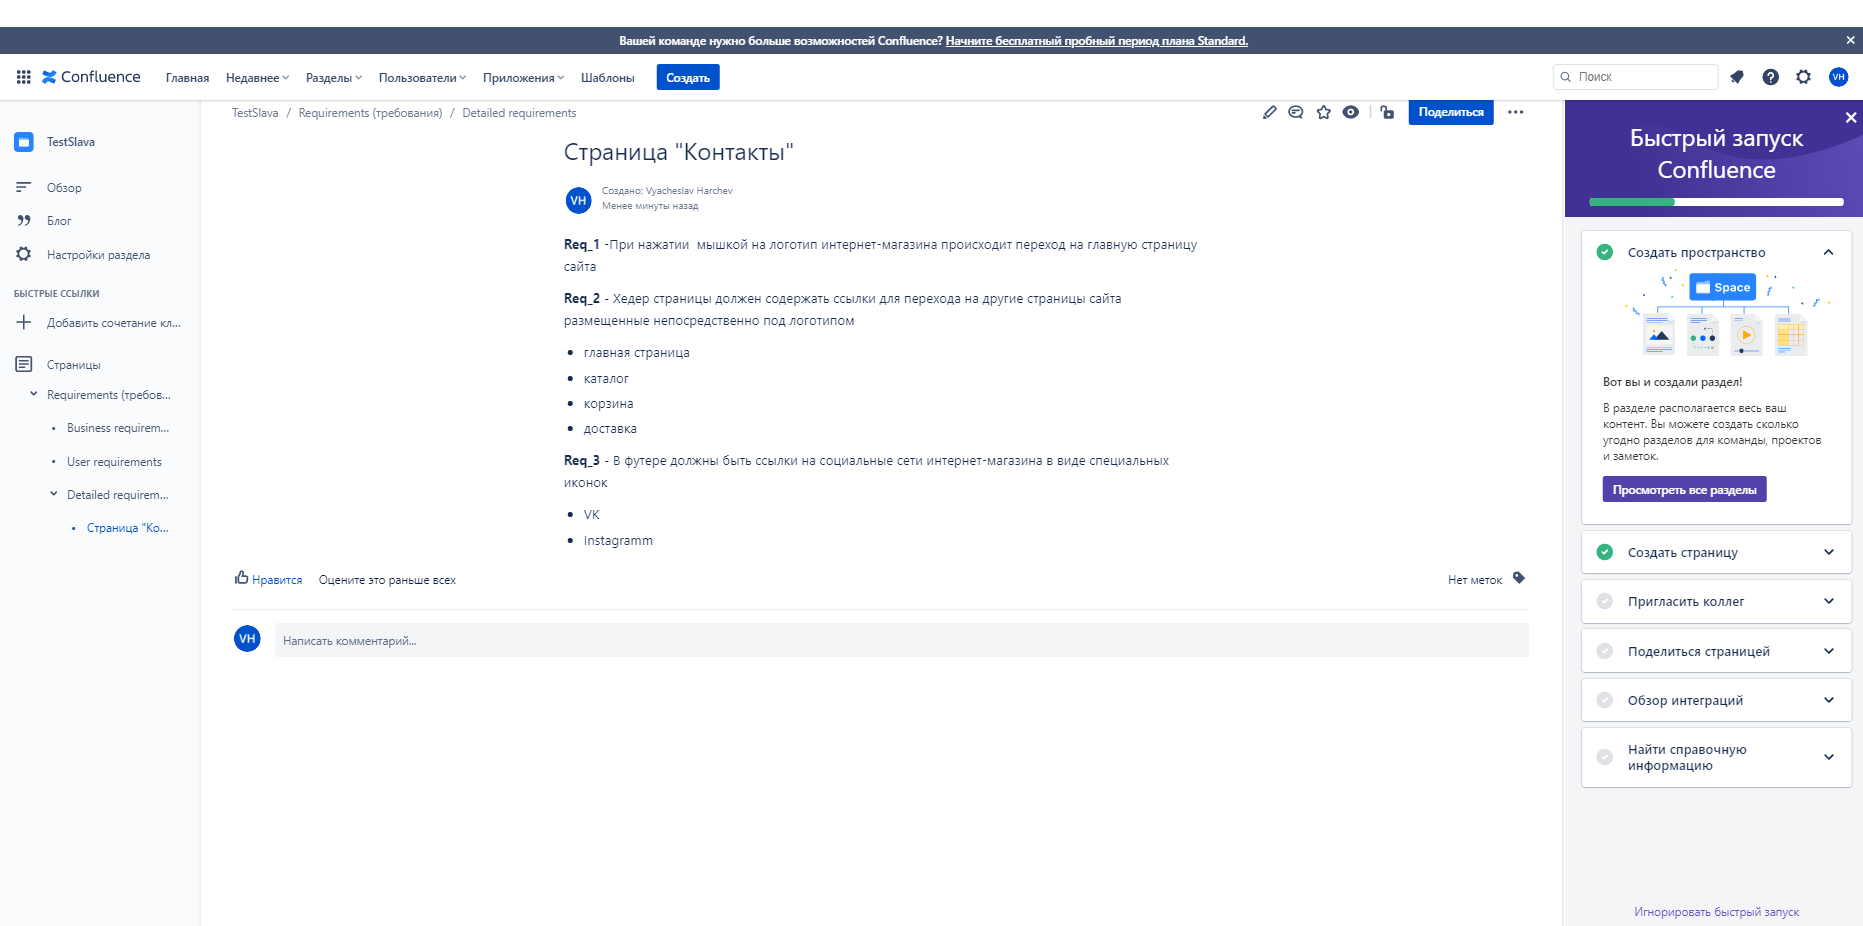 Вашей команде нужно больше возможностей Confluence? Начните бесплатный пробный период плана Standard.
Confluence Главная Недавнее Разделы Пользователи Приложения Шаблоны Создать Поиск VH
TestSlava
Обзор
Блог
Настройки раздела
БЫСТРЫЕ ССЫЛКИ
Добавить сочетание кл...
Страницы
Requirements (требов...
Business requirem...
User requirements
Detailed requirem...
Страница "Ко...
TestSlava / Requirements (требования) / Detailed requirements
Поделиться
Страница "Контакты"
VH
Создано: Vyacheslav Harchev
Менее минуты назад
Req_1 -При нажатии  мышкой на логотип интернет-магазина происходит переход на главную страницу
сайта
Req_2 - Хедер страницы должен содержать ссылки для перехода на другие страницы сайта
размещенные непосредственно под логотипом
• главная страница
• каталог
• корзина
• доставка
Req_3 - В футере должны быть ссылки на социальные сети интернет-магазина в виде специальных
иконок
• VK
• Instagramm
Нравится Оцените это раньше всех Нет меток
VH Написать комментарий...
Быстрый запуск
Confluence
Создать пространство
Space
Вот вы и создали раздел!
В разделе располагается весь ваш
контент. Вы можете создать сколько
угодно разделов для команды, проектов
и заметок.
Просмотреть все разделы
Создать страницу
Пригласить коллег
Поделиться страницей
Обзор интеграций
Найти справочную
информацию
Игнорировать быстрый запуск